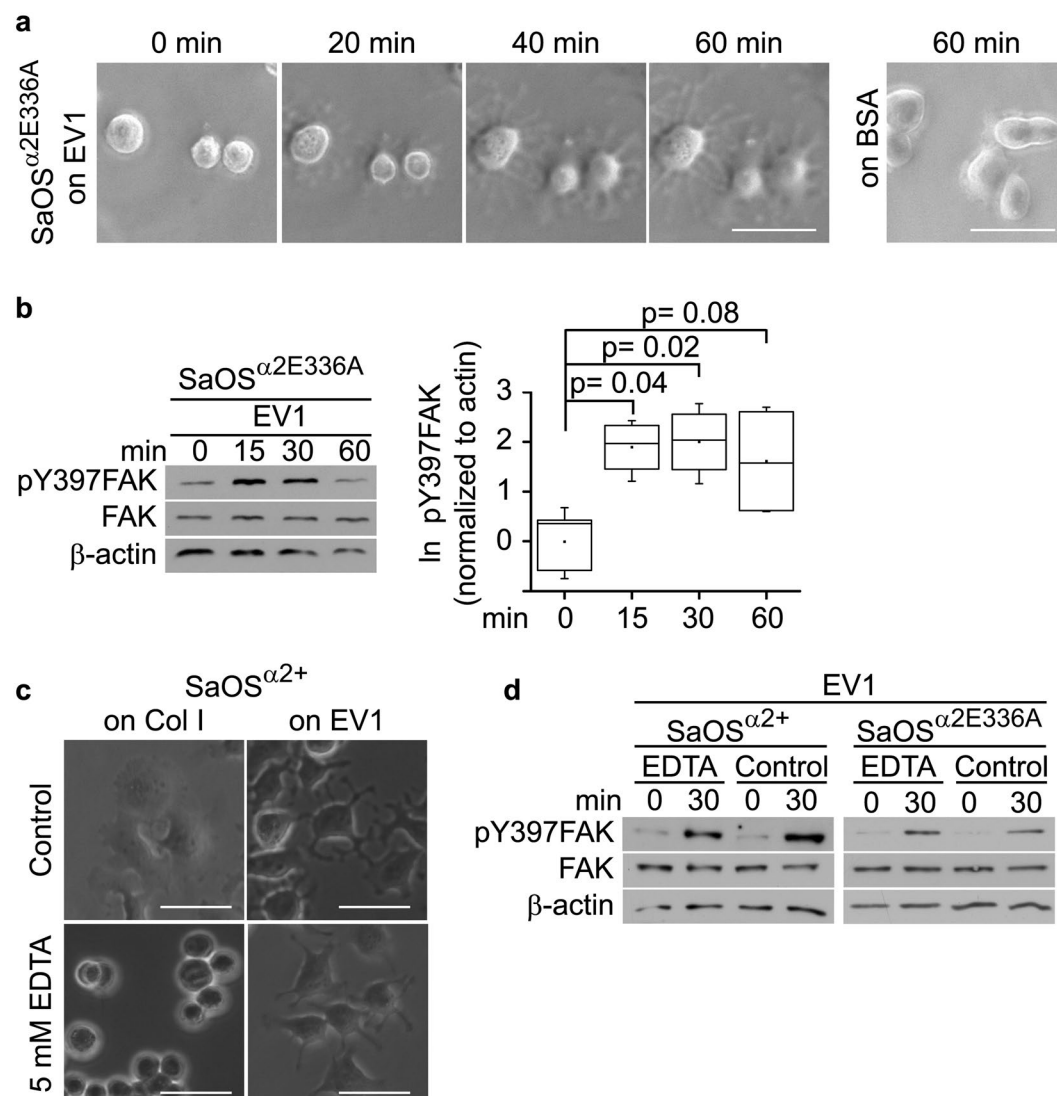 a
0 min 20 min 40 min 60 min 60 min
SaOSα2E336A
on EV1
on BSA
b
SaOSα2E336A
EV1
min 0 15 30 60
pY397FAK
FAK
β-actin
ln pY397FAK
(normalized to actin)
p= 0.08
p= 0.02
p= 0.04
3
2
1
0
min 0 15 30 60
c
SaOSα2+
on Col I on EV1
Control
5 mM EDTA
d
EV1
SaOSα2+ SaOSα2E336A
EDTA Control EDTA Control
min 0 30 0 30 0 30 0 30
pY397FAK
FAK
β-actin